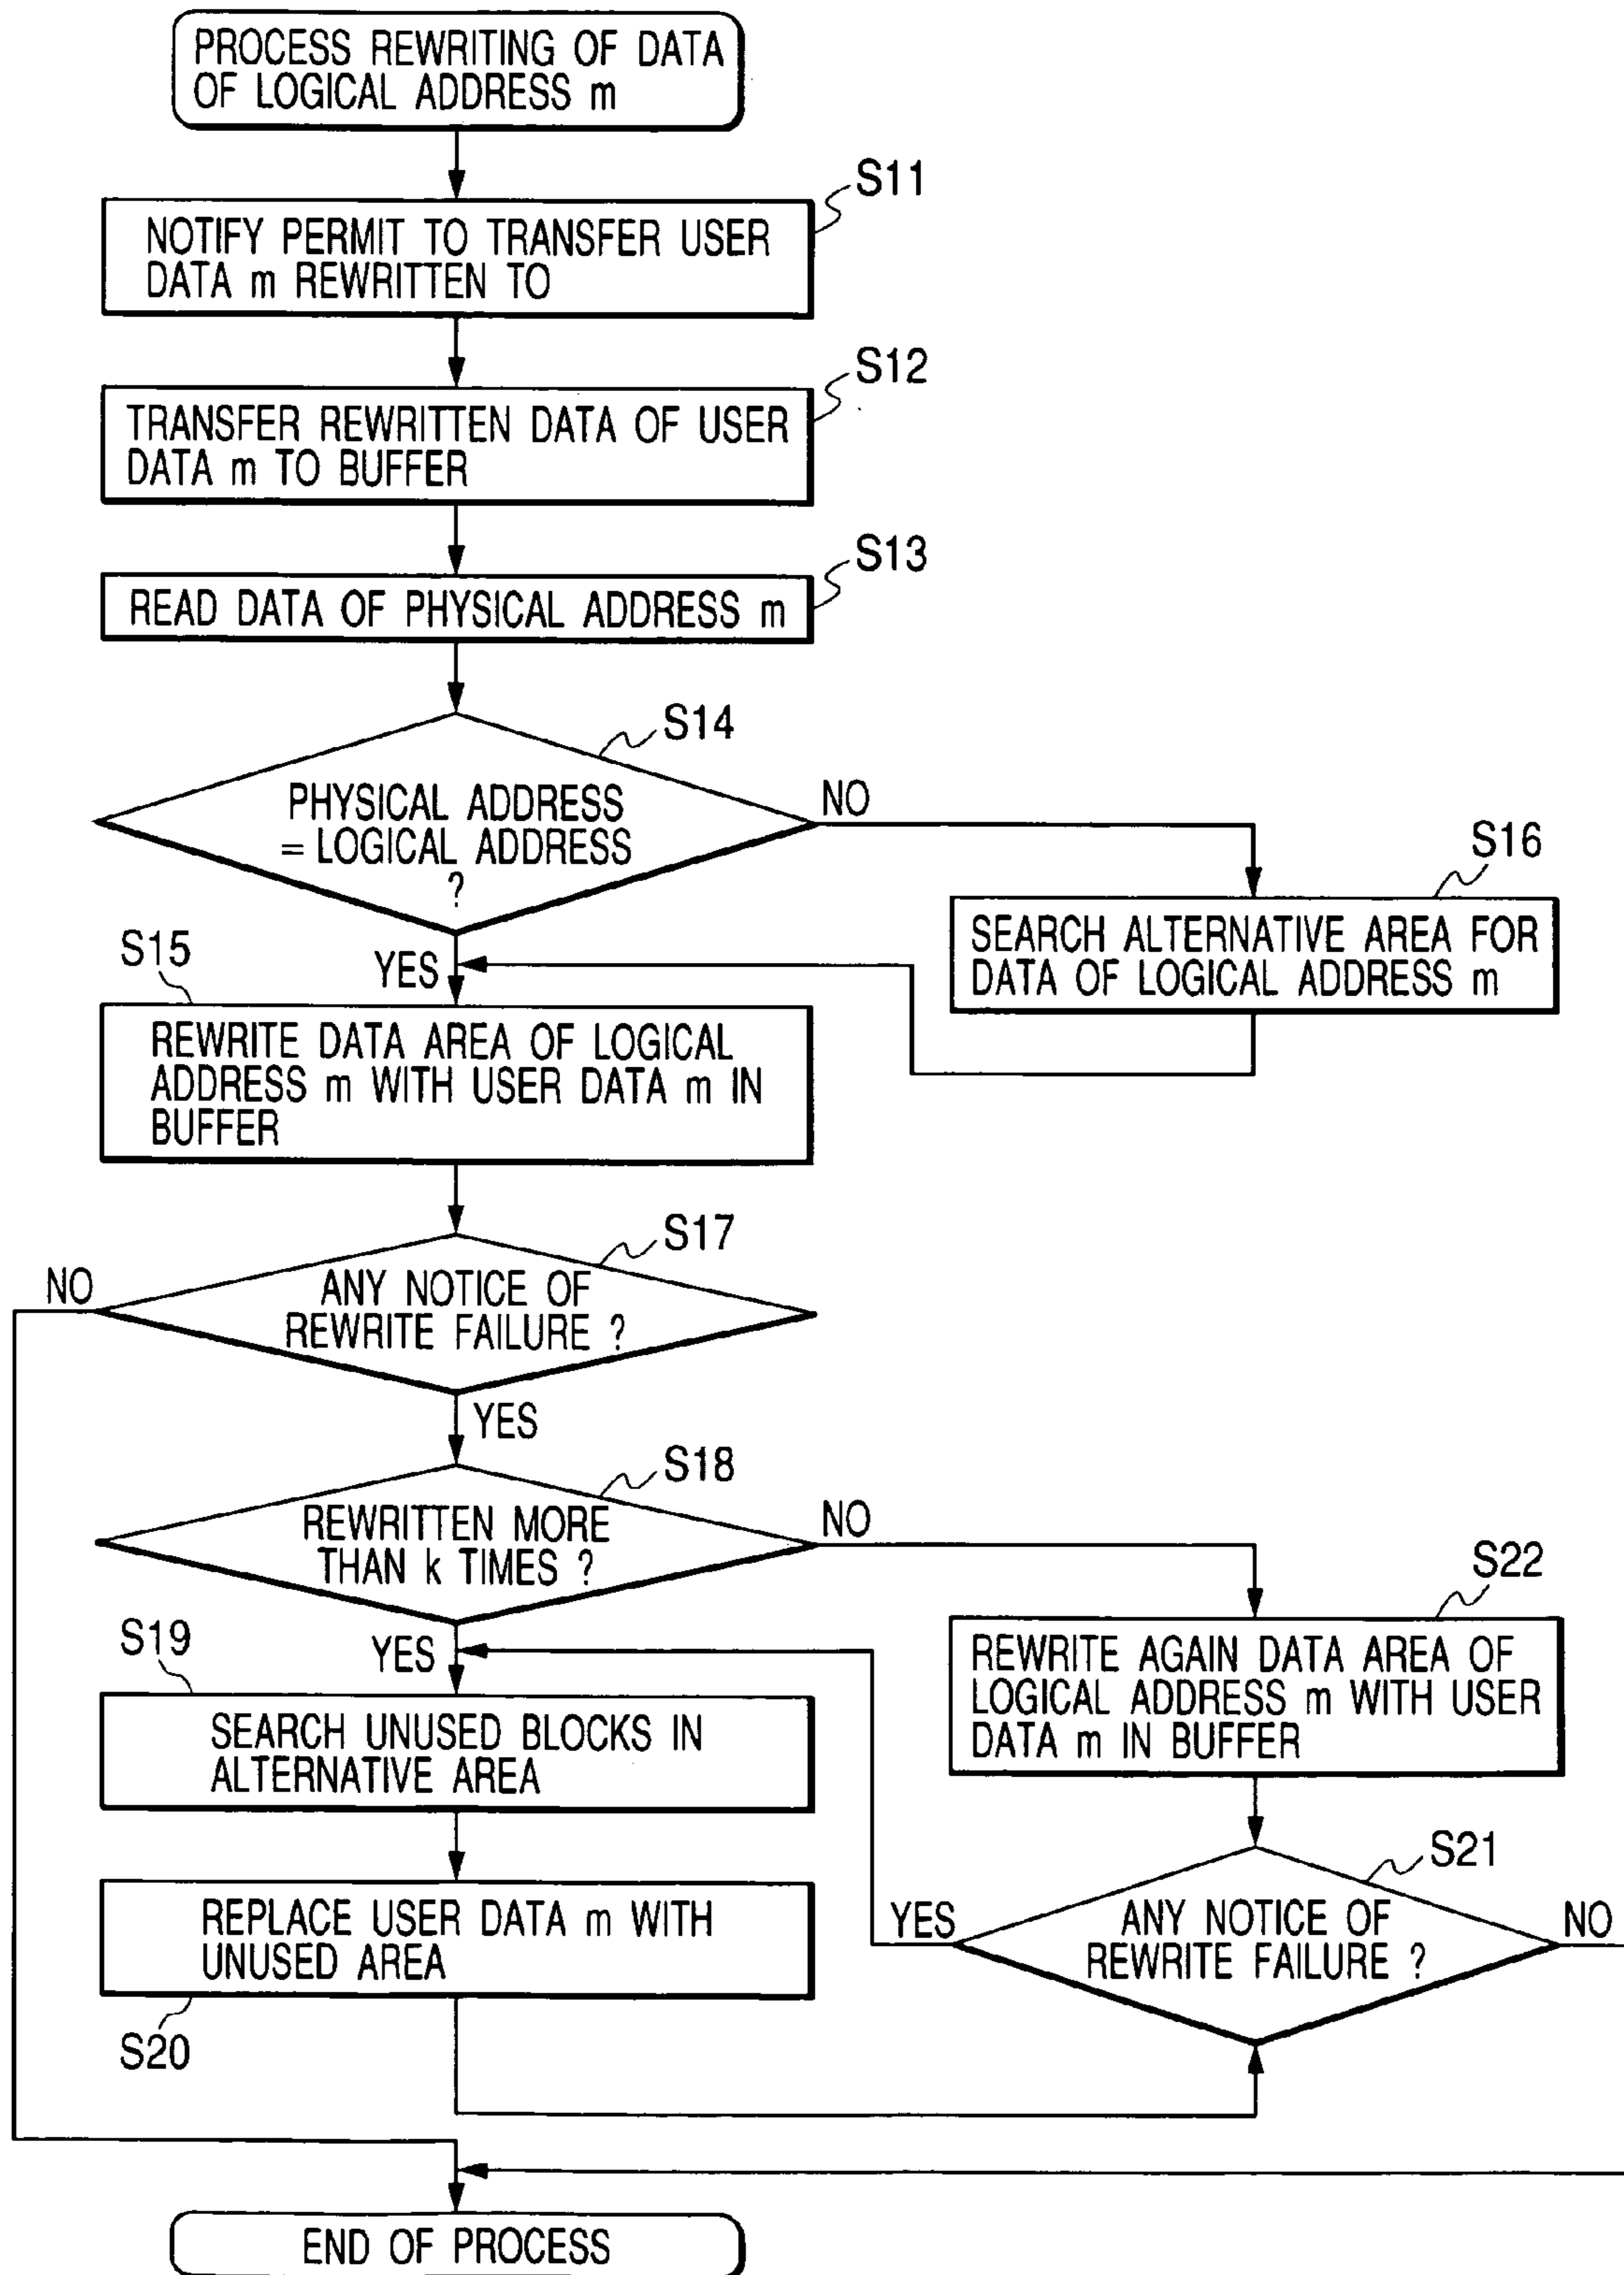 PROCESS REWRITING OF DATA
OF LOGICAL ADDRESS m
S11
NOTIFY PERMIT TO TRANSFER USER
DATA m REWRITTEN TO
S12
TRANSFER REWRITTEN DATA OF USER
DATA m TO BUFFER
S13
READ DATA OF PHYSICAL ADDRESS m
S14
PHYSICAL ADDRESS
= LOGICAL ADDRESS
?
NO
S16
SEARCH ALTERNATIVE AREA FOR
DATA OF LOGICAL ADDRESS m
YES
S15
REWRITE DATA AREA OF LOGICAL
ADDRESS m WITH USER DATA m IN
BUFFER
S17
ANY NOTICE OF
REWRITE FAILURE ?
NO
YES
S18
REWRITTEN MORE
THAN k TIMES ?
NO
S22
REWRITE AGAIN DATA AREA OF
LOGICAL ADDRESS m WITH USER
DATA m IN BUFFER
YES
S19
SEARCH UNUSED BLOCKS IN
ALTERNATIVE AREA
S21
ANY NOTICE OF
REWRITE FAILURE ?
YES
NO
REPLACE USER DATA m WITH
UNUSED AREA
S20
END OF PROCESS